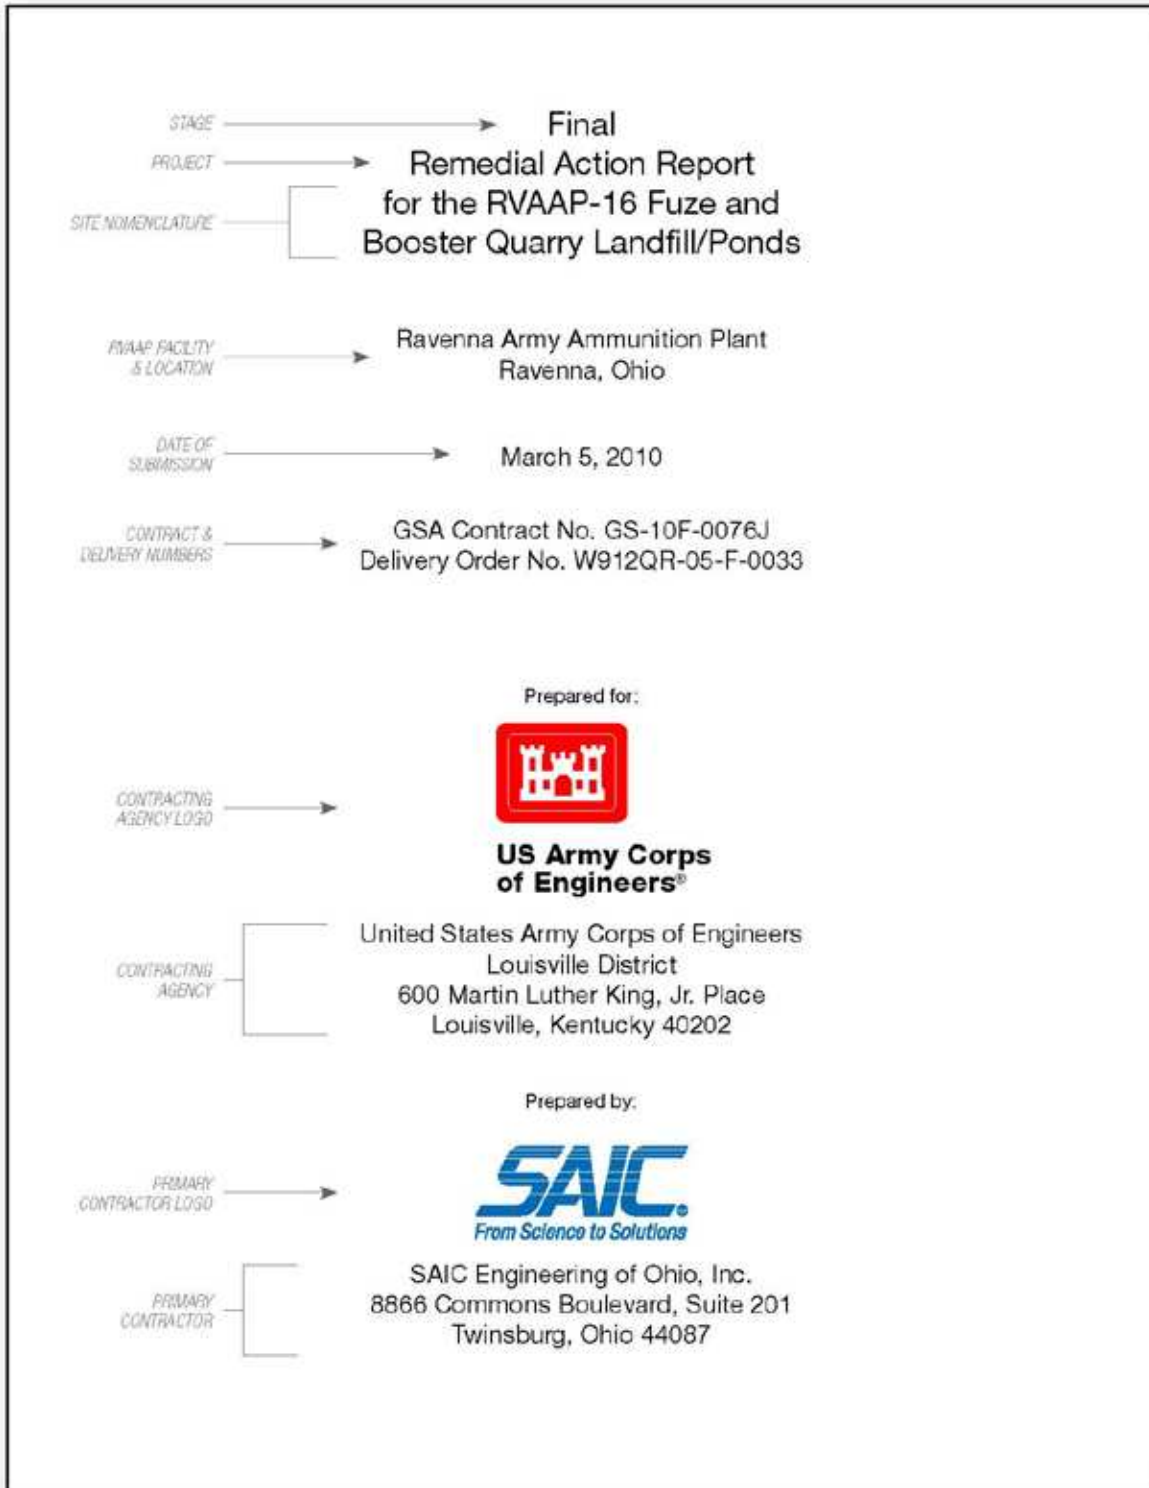 STAGE
Final
PROJECT
Remedial Action Report
SITE NOMENCLATURE
for the RVAAP-16 Fuze and
Booster Quarry Landfill/Ponds
RVAAP FACILITY
& LOCATION
Ravenna Army Ammunition Plant
Ravenna, Ohio
DATE OF
SUBMISSION
March 5, 2010
CONTRACT &
DELIVERY NUMBERS
GSA Contract No. GS-10F-0076J
Delivery Order No. W912QR-05-F-0033
Prepared for:
CONTRACTING
AGENCY LOGO
US Army Corps
of Engineers®
CONTRACTING
AGENCY
United States Army Corps of Engineers
Louisville District
600 Martin Luther King, Jr. Place
Louisville, Kentucky 40202
Prepared by:
PRIMARY
CONTRACTOR LOGO
SAIC
From Science to Solutions
PRIMARY
CONTRACTOR
SAIC Engineering of Ohio, Inc.
8866 Commons Boulevard, Suite 201
Twinsburg, Ohio 44087